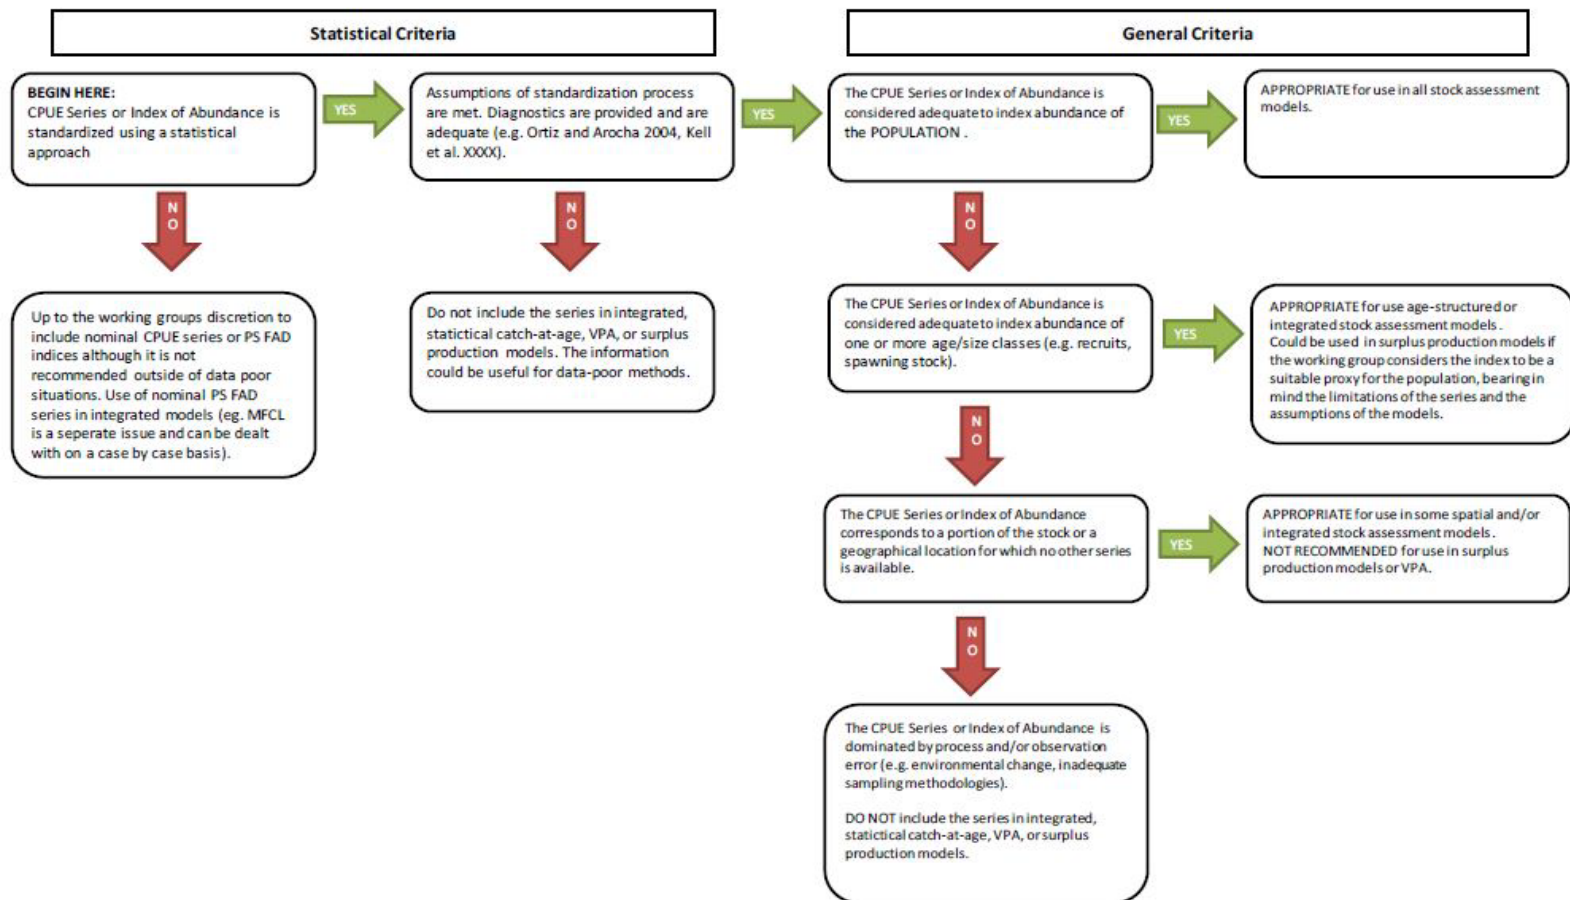 Statistical Criteria
General Criteria
BEGIN HERE:
CPUE Series or Index of Abundance is
standardized using a statistical
approach
YES
Assumptions of standardization process
are met. Diagnostics are provided and are
adequate (e.g. Ortiz and Arocha 2004, Kell
et al. XXXX).
YES
The CPUE Series or Index of Abundance is
considered adequate to index abundance of
the POPULATION .
YES
APPROPRIATE for use in all stock assessment
models.
N
O
N
O
N
O
Up to the working groups discretion to
include nominal CPUE series or PS FAD
indices although it is not
recommended outside of data poor
situations. Use of nominal PS FAD
series in integrated models (eg. MFCL
is a seperate issue and can be dealt
with on a case by case basis).
Do not include the series in integrated,
statictical catch-at-age, VPA, or surplus
production models. The information
could be useful for data-poor methods.
The CPUE Series or Index of Abundance is
considered adequate to index abundance of
one or more age/size classes (e.g. recruits,
spawning stock).
YES
APPROPRIATE for use age-structured or
integrated stock assessment models .
Could be used in surplus production models if
the working group considers the index to be a
suitable proxy for the population, bearing in
mind the limitations of the series and the
assumptions of the models.
N
O
The CPUE Series or Index of Abundance
corresponds to a portion of the stock or a
geographical location for which no other series
is available.
YES
APPROPRIATE for use in some spatial and/or
integrated stock assessment models .
NOT RECOMMENDED for use in surplus
production models or VPA.
N
O
The CPUE Series or Index of Abundance is
dominated by process and/or observation
error (e.g. environmental change, inadequate
sampling methodologies).
DO NOT include the series in integrated,
statictical catch-at-age, VPA, or surplus
production models.